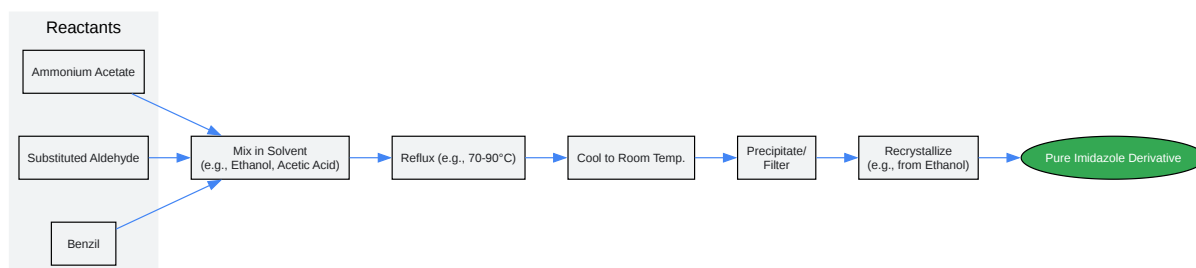 Reactants
Ammonium Acetate
Substituted Aldehyde
Benzil
Mix in Solvent
(e.g., Ethanol, Acetic Acid)
Reflux (e.g., 70-90°C)
Cool to Room Temp.
Precipitate/
Filter
Recrystallize
(e.g., from Ethanol)
Pure Imidazole Derivative